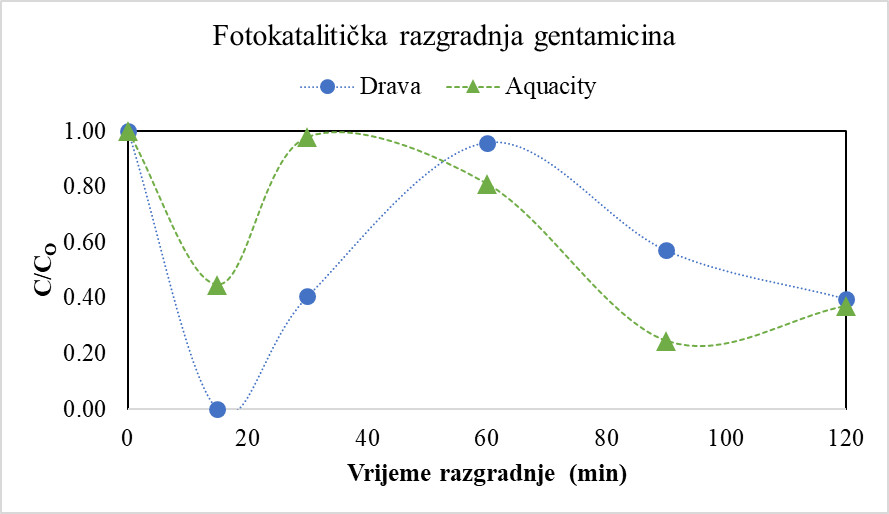 Fotokatalitička razgradnja gentamicina
Drava Aquacity
1.00
0.80
0.60
0.40
0.20
0.00
C/Co
0 20 40 60 80 100 120
Vrijeme razgradnje (min)